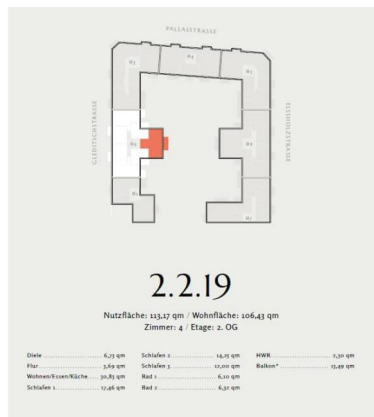 PALLASSTRASSE
GLEDITSCHSTRASSE
ELSSHOLZSTRASSE
2.2.19
Nutzfläche: 113,17 qm / Wohnfläche: 106,43 qm
Zimmer: 4 / Etage: 2. OG
Diele 6,73 qm
Flur 3,69 qm
Wohnen/Essen/Küche 30,83 qm
Schlafen 1 17,46 qm
Schlafen 2 14,15 qm
Schlafen 3 12,00 qm
Bad 1 6,10 qm
Bad 2 6,32 qm
HWR 2,30 qm
Balkon* 13,49 qm